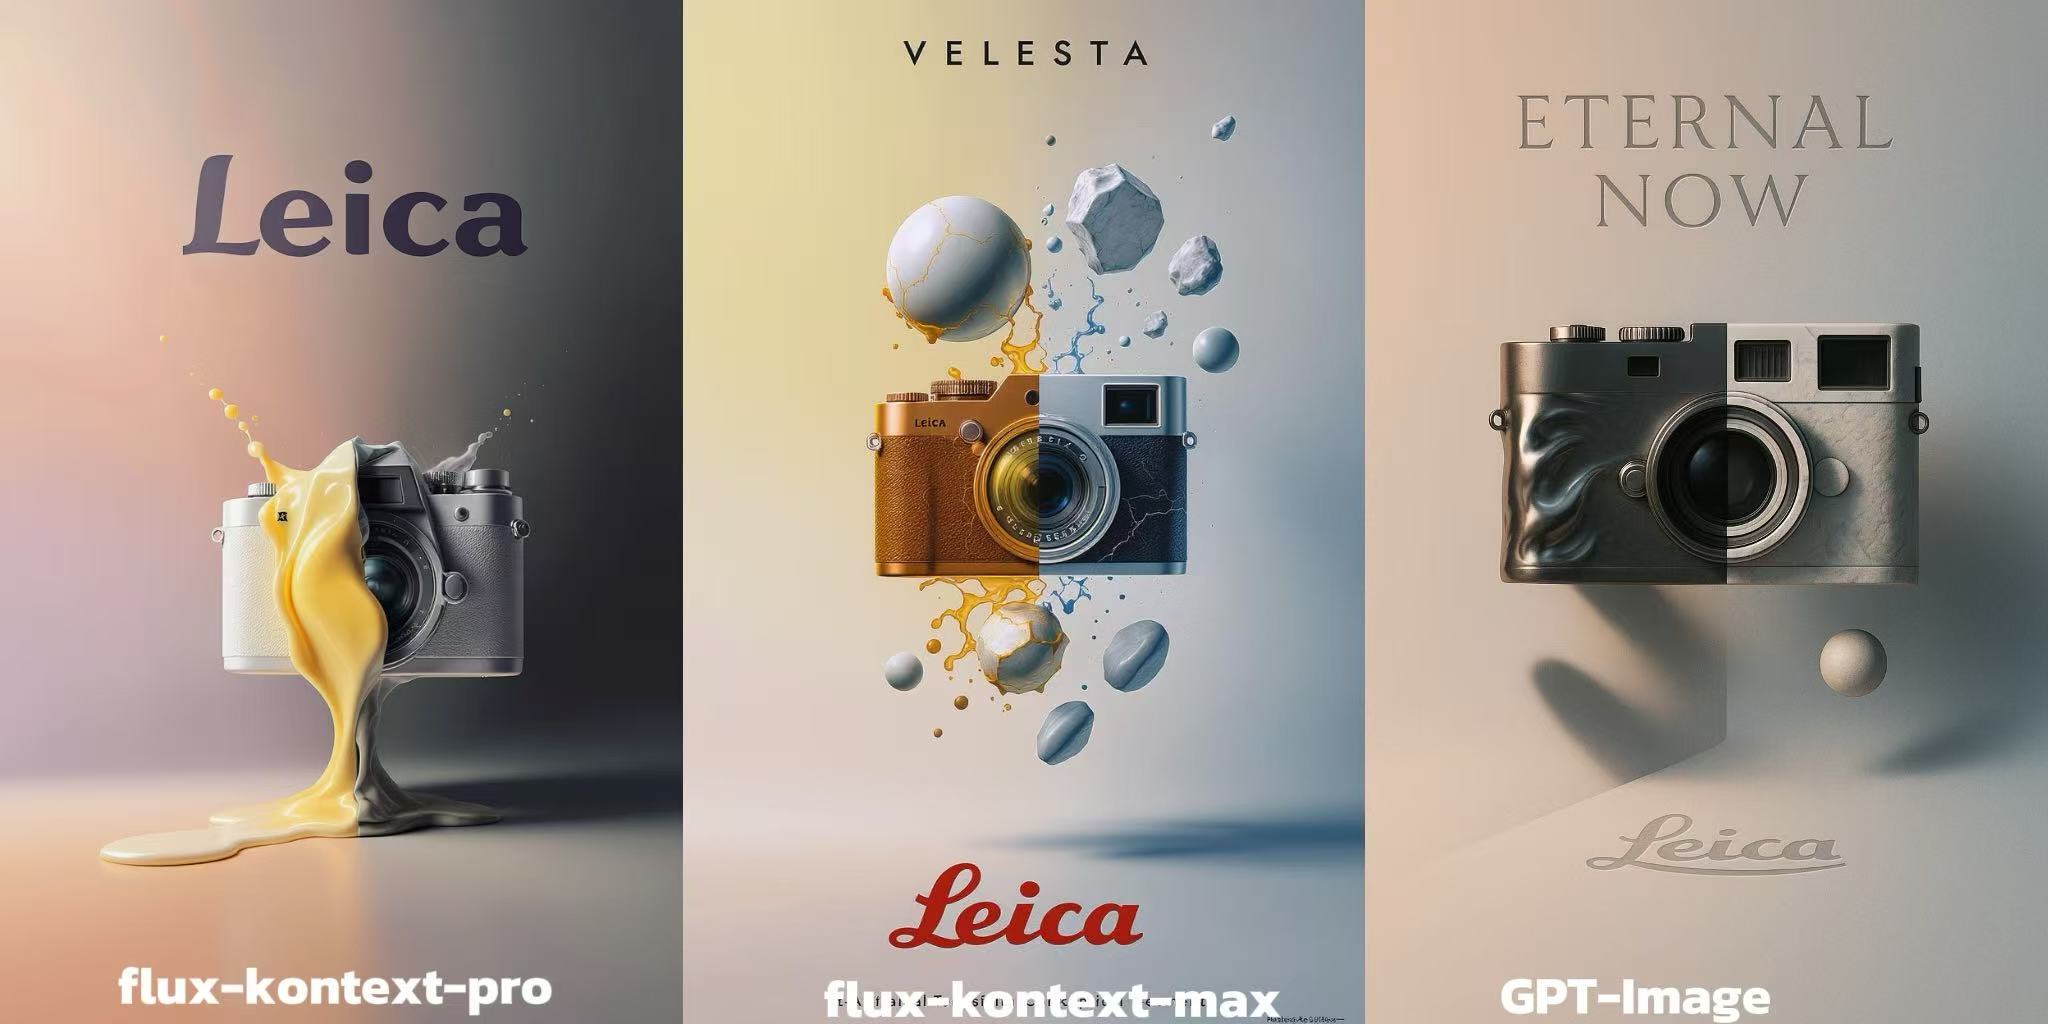 Leica
flux-kontext-pro
VELESTA
LEICA
Leica
flux-kontext-max
ETERNAL
NOW
Leica
GPT-Image